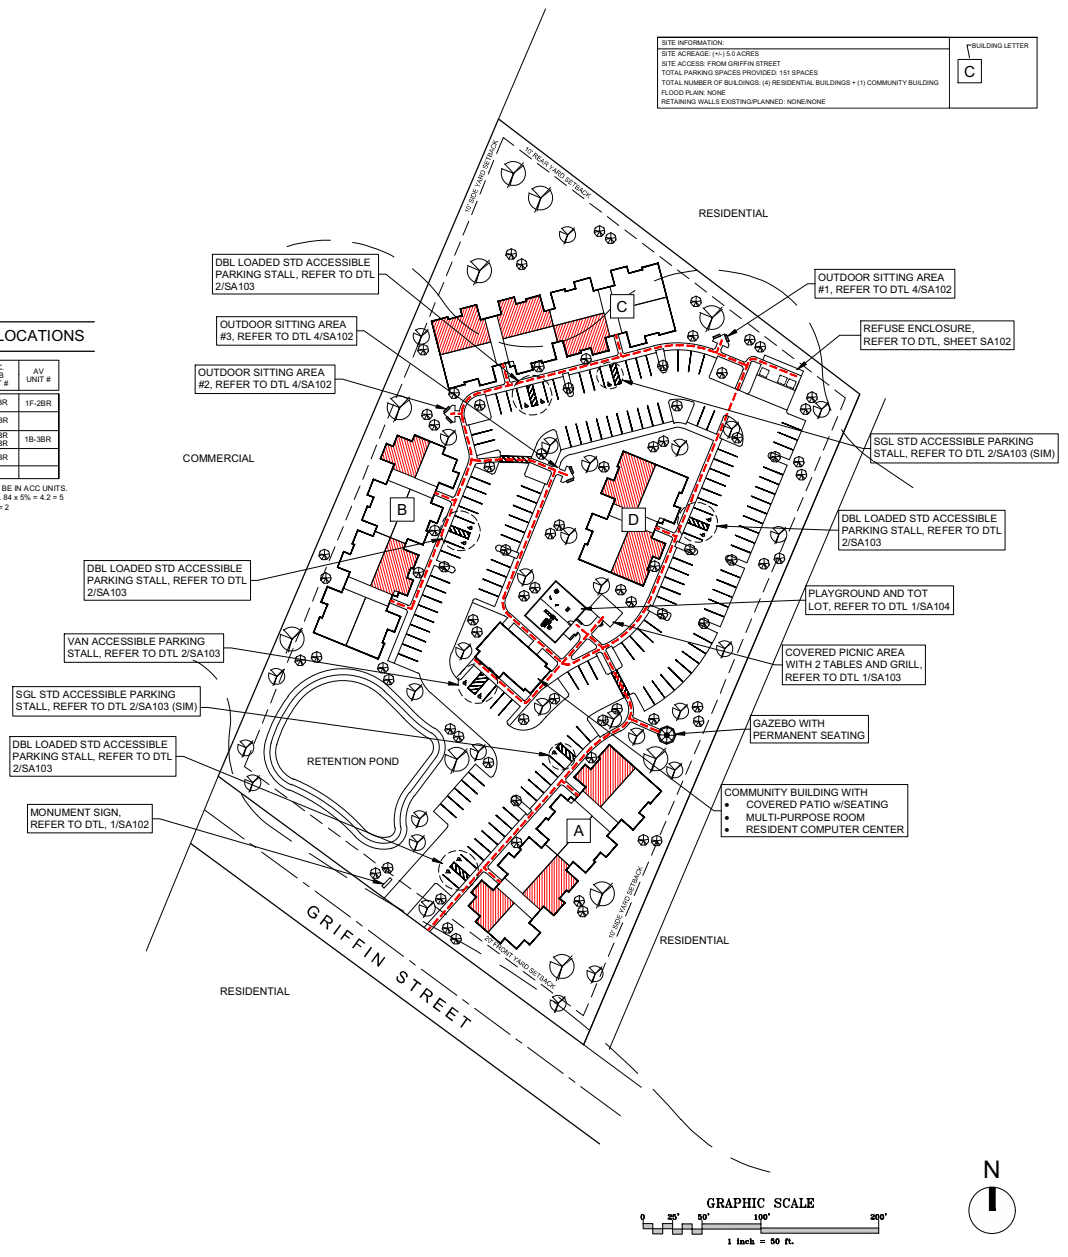 SITE INFORMATION:
SITE ACREAGE: (+/-) 5.0 ACRES
SITE ACCESS: FROM GRIFFIN STREET
TOTAL PARKING SPACES PROVIDED: 151 SPACES
TOTAL NUMBER OF BUILDINGS: (4) RESIDENTIAL BUILDINGS + (1) COMMUNITY BUILDING
FLOOD PLAIN: NONE
RETAINING WALLS EXISTING/PLANNED: NONE/NONE
BUILDING LETTER
C
10' REAR YARD SETBACK
10' SIDE YARD SETBACK
RESIDENTIAL
DBL LOADED STD ACCESSIBLE
PARKING STALL, REFER TO DTL
2/SA103
OUTDOOR SITTING AREA
#1, REFER TO DTL 4/SA102
C
OUTDOOR SITTING AREA
#3, REFER TO DTL 4/SA102
REFUSE ENCLOSURE,
REFER TO DTL, SHEET SA102
LOCATIONS
C.
B
T #
AV
UNIT #
BR
1F-2BR
BR
BR
BR
1B-3BR
BR
BE IN ACC UNITS.
84 x 5% = 4.2 = 5
= 2
OUTDOOR SITTING AREA
#2, REFER TO DTL 4/SA102
COMMERCIAL
SGL STD ACCESSIBLE PARKING
STALL, REFER TO DTL 2/SA103 (SIM)
B
D
DBL LOADED STD ACCESSIBLE
PARKING STALL, REFER TO DTL
2/SA103
DBL LOADED STD ACCESSIBLE
PARKING STALL, REFER TO DTL
2/SA103
PLAYGROUND AND TOT
LOT, REFER TO DTL 1/SA104
VAN ACCESSIBLE PARKING
STALL, REFER TO DTL 2/SA103
COVERED PICNIC AREA
WITH 2 TABLES AND GRILL,
REFER TO DTL 1/SA103
SGL STD ACCESSIBLE PARKING
STALL, REFER TO DTL 2/SA103 (SIM)
GAZEBO WITH
PERMANENT SEATING
DBL LOADED STD ACCESSIBLE
PARKING STALL, REFER TO DTL
2/SA103
RETENTION POND
COMMUNITY BUILDING WITH
• COVERED PATIO w/SEATING
• MULTI-PURPOSE ROOM
• RESIDENT COMPUTER CENTER
MONUMENT SIGN,
REFER TO DTL, 1/SA102
A
10' SIDE YARD SETBACK
20' FRONT YARD SETBACK
RESIDENTIAL
GRIFFIN STREET
RESIDENTIAL
N
GRAPHIC SCALE
0 25' 50' 100' 200'
1 inch = 50 ft.